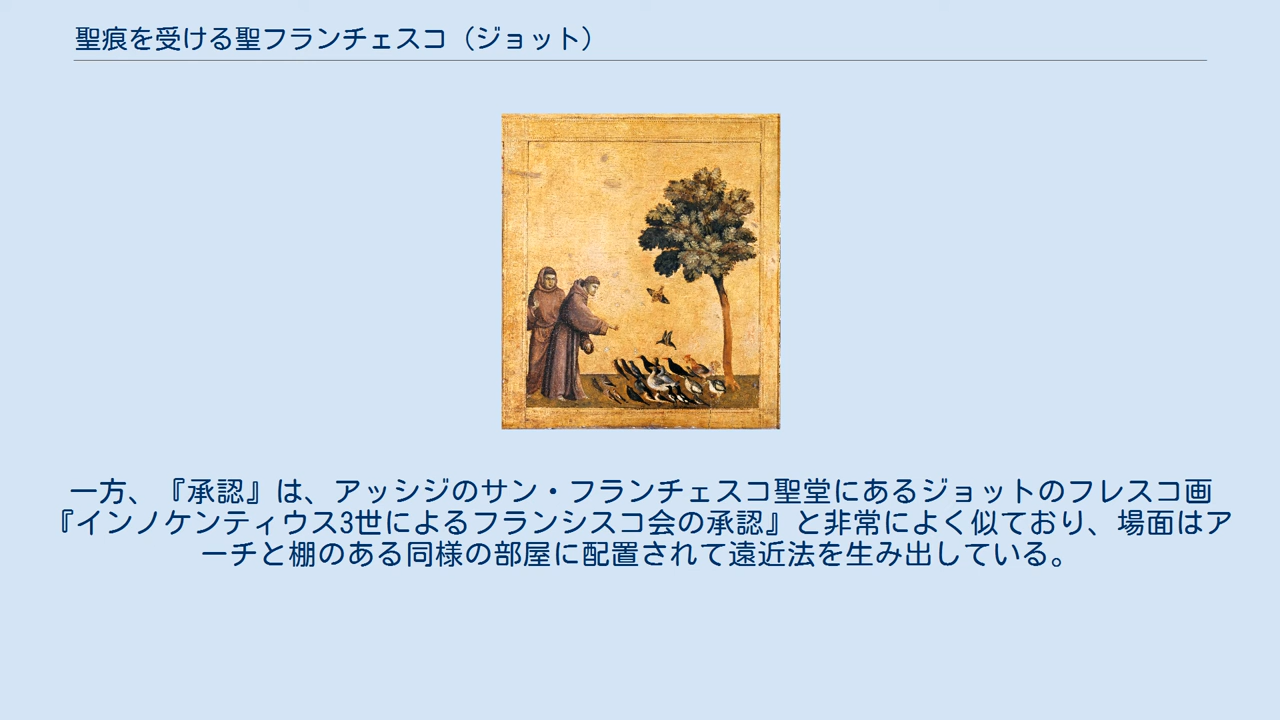 聖痕を受ける聖フランチェスコ（ジョット）
一方、『承認』は、アッシジのサン・フランチェスコ聖堂にあるジョットのフレスコ画
『インノケンティウス3世によるフランシスコ会の承認』と非常によく似ており、場面はア
ーチと棚のある同様の部屋に配置されて遠近法を生み出している。